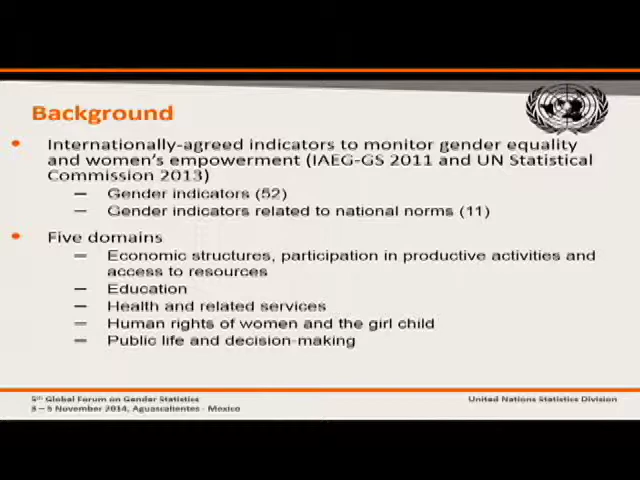 Background
• Internationally-agreed indicators to monitor gender equality
and women's empowerment (IAEG-GS 2011 and UN Statistical
Commission 2013)
– Gender indicators (52)
– Gender indicators related to national norms (11)
• Five domains
– Economic structures, participation in productive activities and
access to resources
– Education
– Health and related services
– Human rights of women and the girl child
– Public life and decision-making
5th Global Forum on Gender Statistics
3 – 5 November 2014, Aguascalientes - Mexico
United Nations Statistics Division